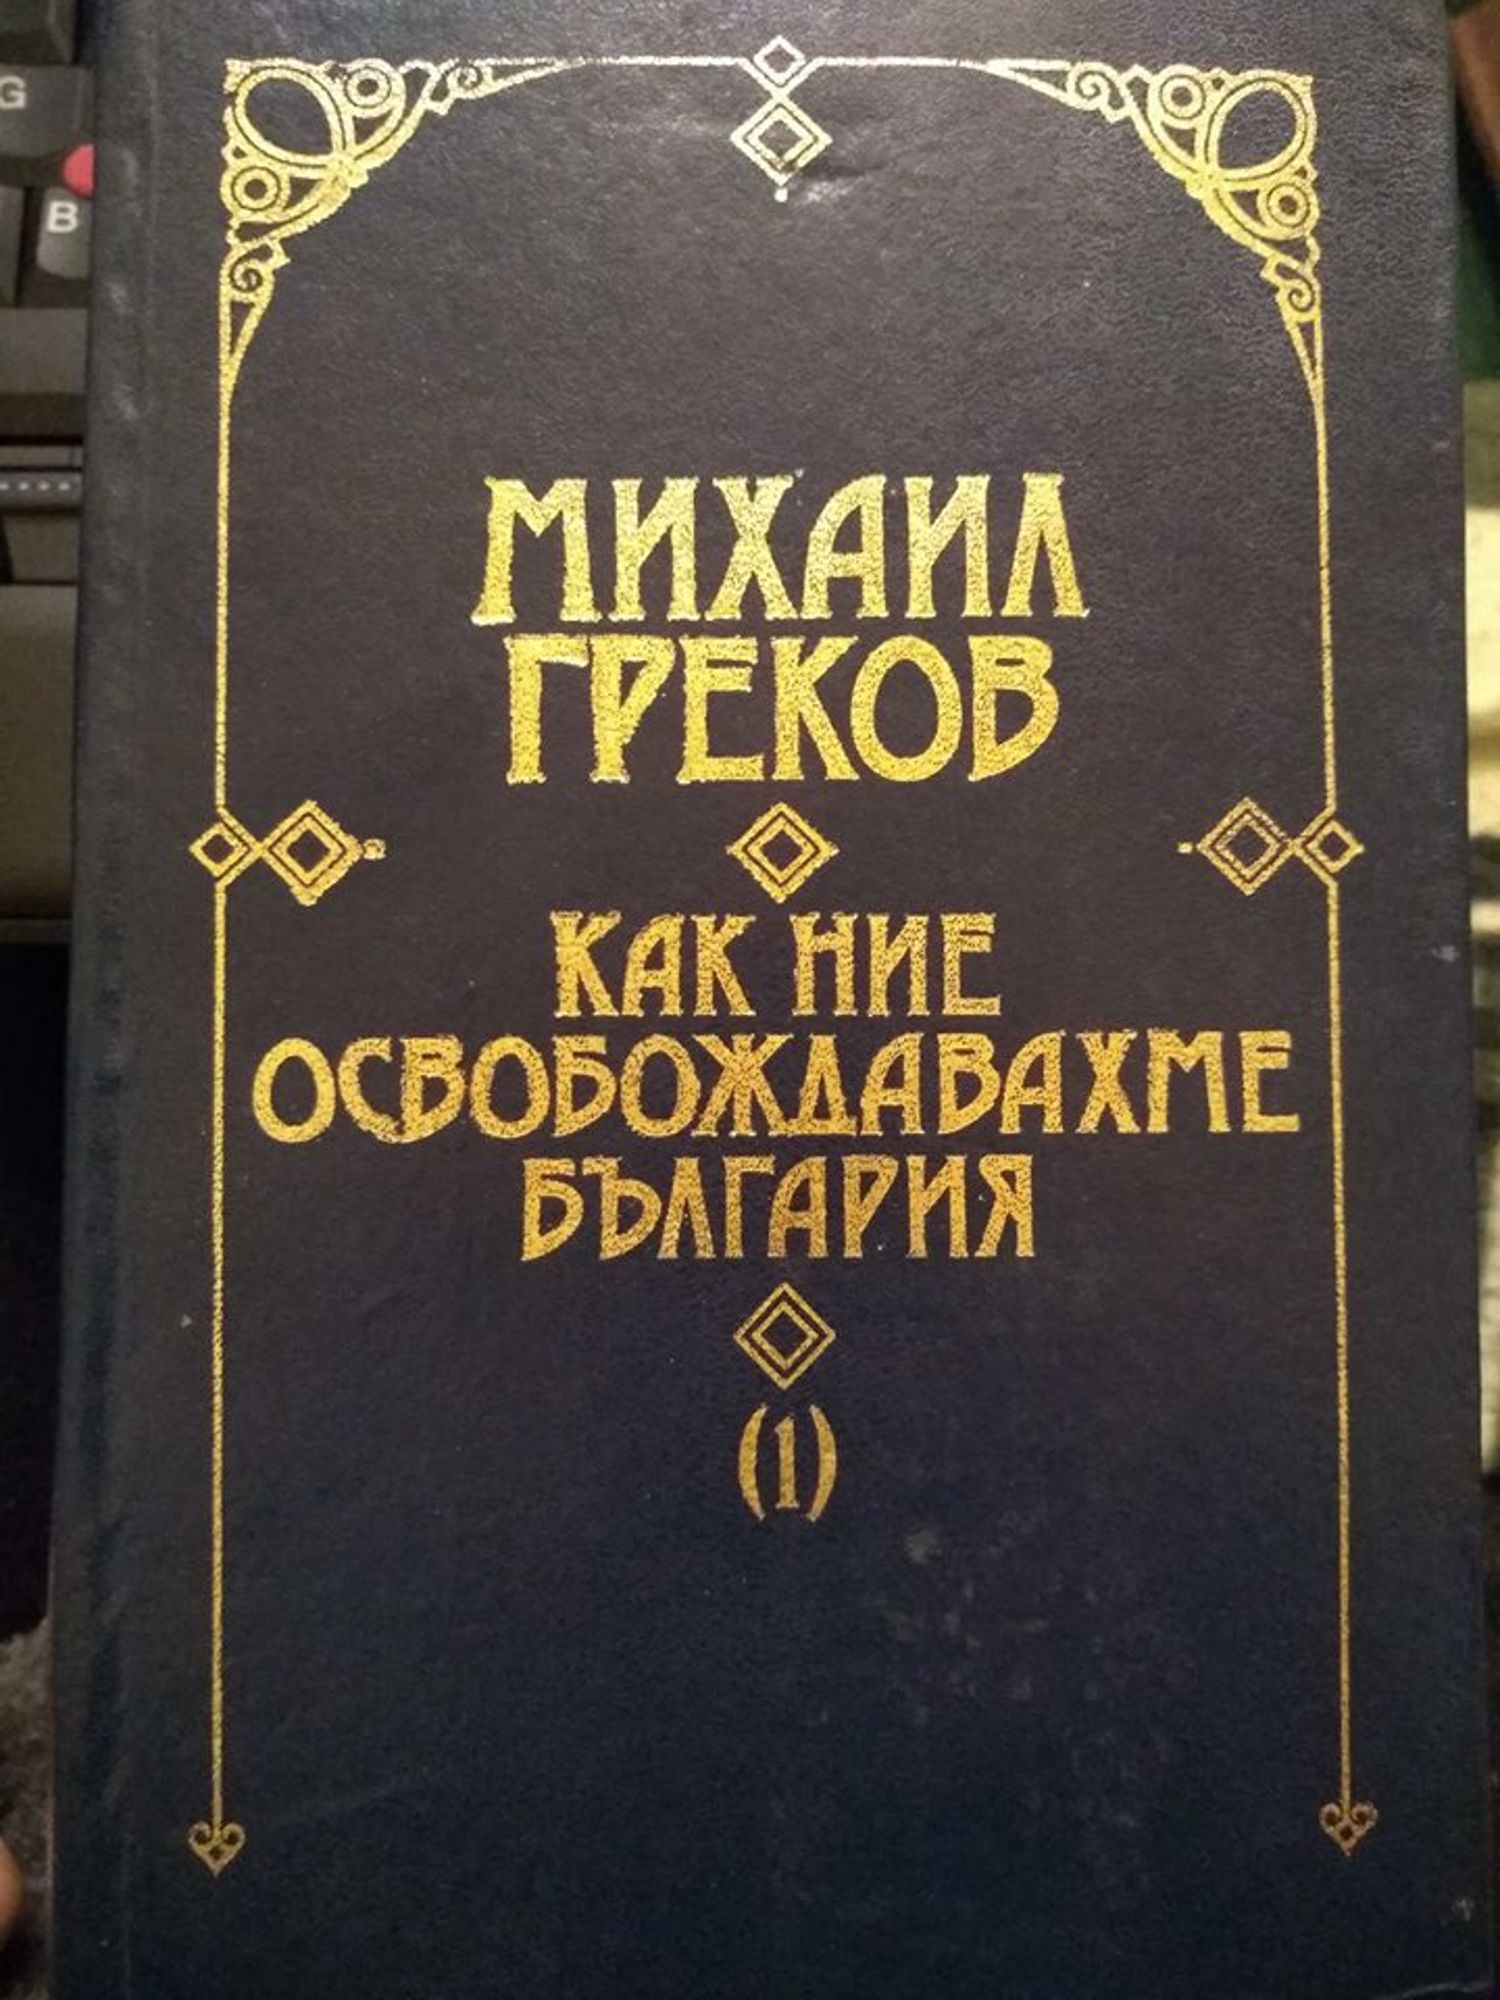 G
B
МИХАИЛ
ГРЕКОВ
КАК НИЕ
ОСВОБОЖДАВАХМЕ
БЪЛГАРИЯ
(1)